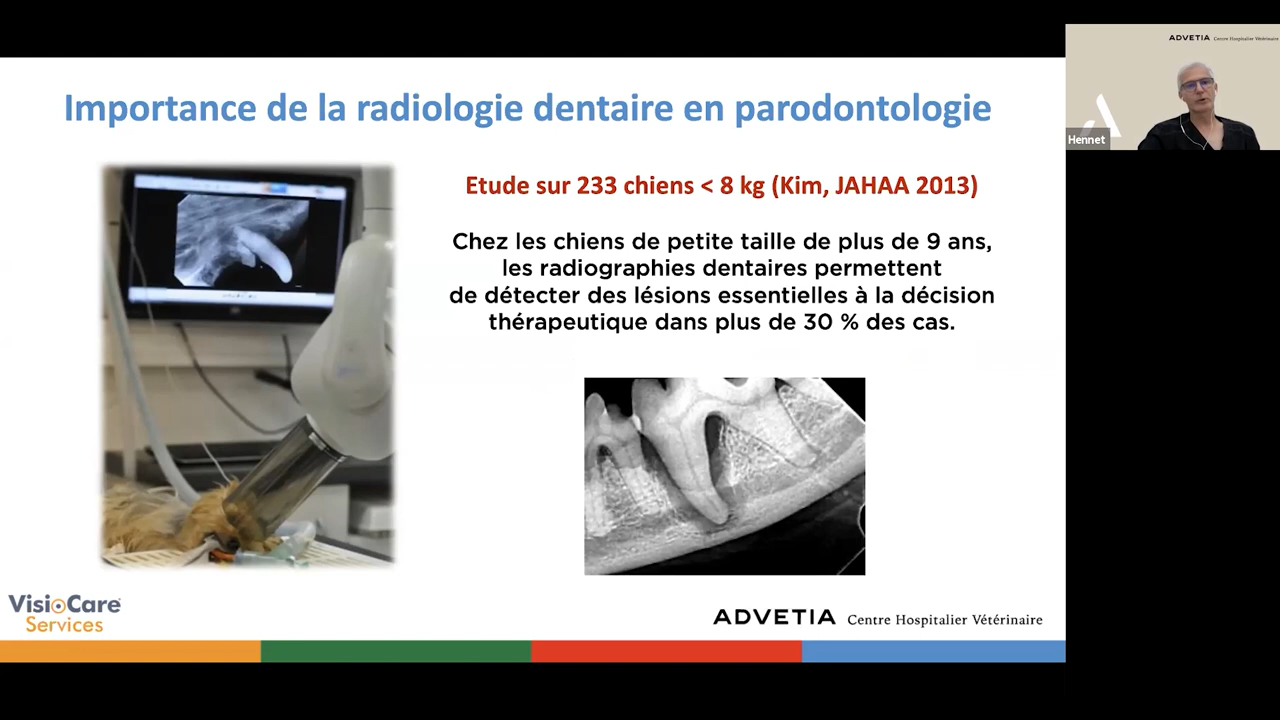 ADVETIA Centre Hospitalier Vétérinaire
Hennet
Importance de la radiologie dentaire en parodontologie
Etude sur 233 chiens < 8 kg (Kim, JAHAA 2013)
Chez les chiens de petite taille de plus de 9 ans,
les radiographies dentaires permettent
de détecter des lésions essentielles à la décision
thérapeutique dans plus de 30 % des cas.
VisioCare
Services
ADVETIA Centre Hospitalier Vétérinaire